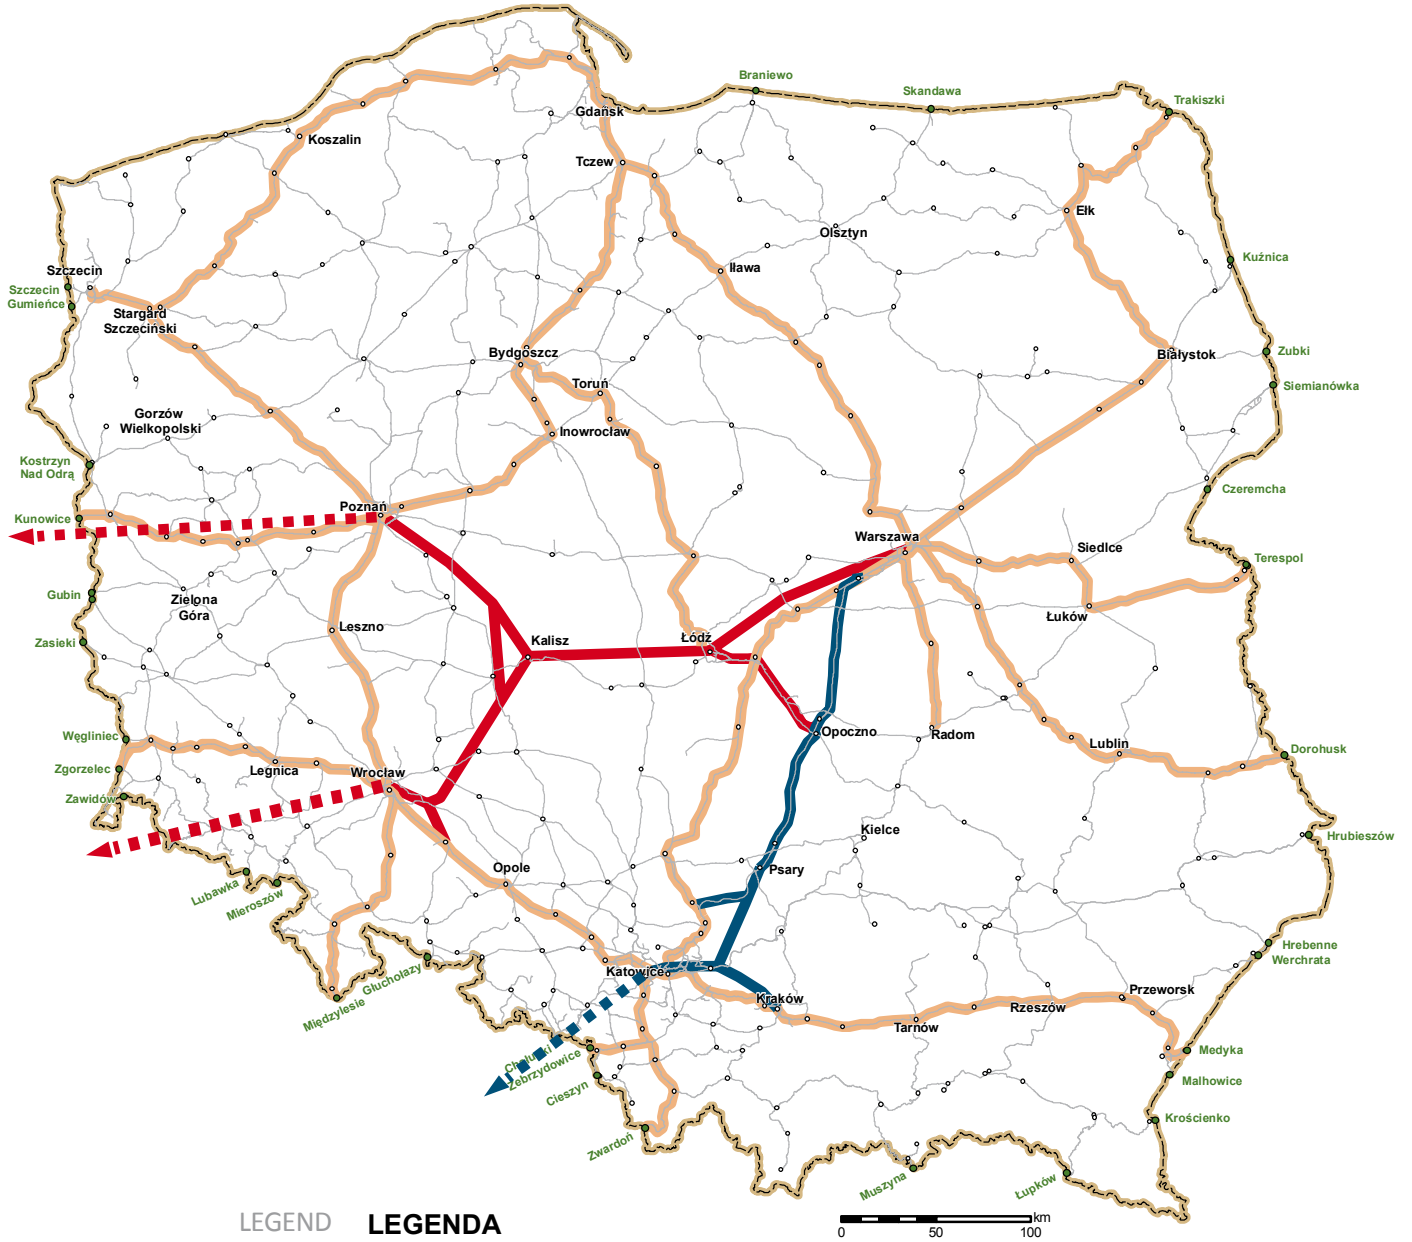 Braniewo
Skandawa
Trakiszki
Gdańsk
Koszalin
Tczew
Ełk
Olsztyn
Kuźnica
Szczecin
Iława
Szczecin
Gumieńce
Stargard
Szczeciński
Bydgoszcz
Białystok
Zubki
Toruń
Siemianówka
Gorzów
Wielkopolski
Inowrocław
Kostrzyn
Nad Odrą
Czeremcha
Poznań
Kunowice
Warszawa
Siedlce
Terespol
Gubin
Zielona
Góra
Łuków
Leszno
Zasieki
Kalisz
Łódź
Węgliniec
Opoczno
Radom
Lublin
Dorohusk
Zgorzelec
Legnica
Wrocław
Zawidów
Kielce
Hrubieszów
Opole
Psary
Lubawka
Mieroszów
Hrebenne
Werchrata
Głuchołazy
Katowice
Międzylesie
Kraków
Przeworsk
Rzeszów
Tarnów
Chałupki
Zebrzydowice
Medyka
Cieszyn
Malhowice
Krościenko
Zwardoń
Muszyna
Łupków
LEGEND LEGENDA
km
0 50 100